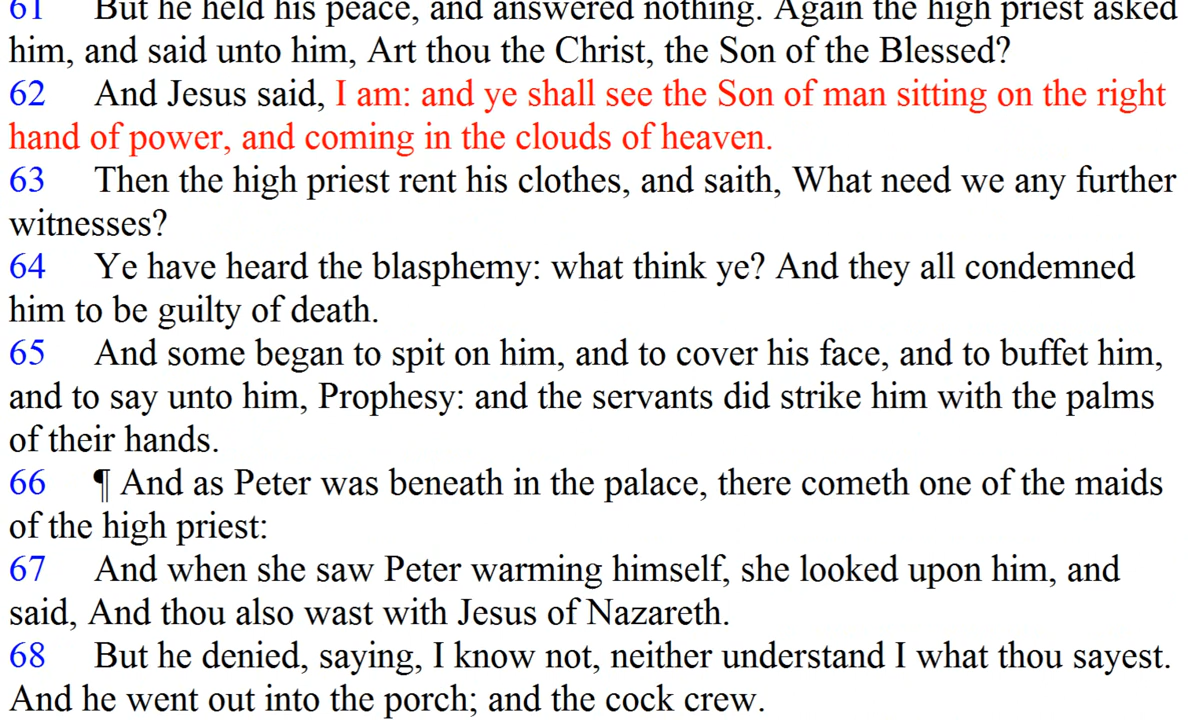 61 But he held his peace, and answered nothing. Again the high priest asked
him, and said unto him, Art thou the Christ, the Son of the Blessed?
62 And Jesus said, I am: and ye shall see the Son of man sitting on the right
hand of power, and coming in the clouds of heaven.
63 Then the high priest rent his clothes, and saith, What need we any further
witnesses?
64 Ye have heard the blasphemy: what think ye? And they all condemned
him to be guilty of death.
65 And some began to spit on him, and to cover his face, and to buffet him,
and to say unto him, Prophesy: and the servants did strike him with the palms
of their hands.
66 ¶ And as Peter was beneath in the palace, there cometh one of the maids
of the high priest:
67 And when she saw Peter warming himself, she looked upon him, and
said, And thou also wast with Jesus of Nazareth.
68 But he denied, saying, I know not, neither understand I what thou sayest.
And he went out into the porch; and the cock crew.